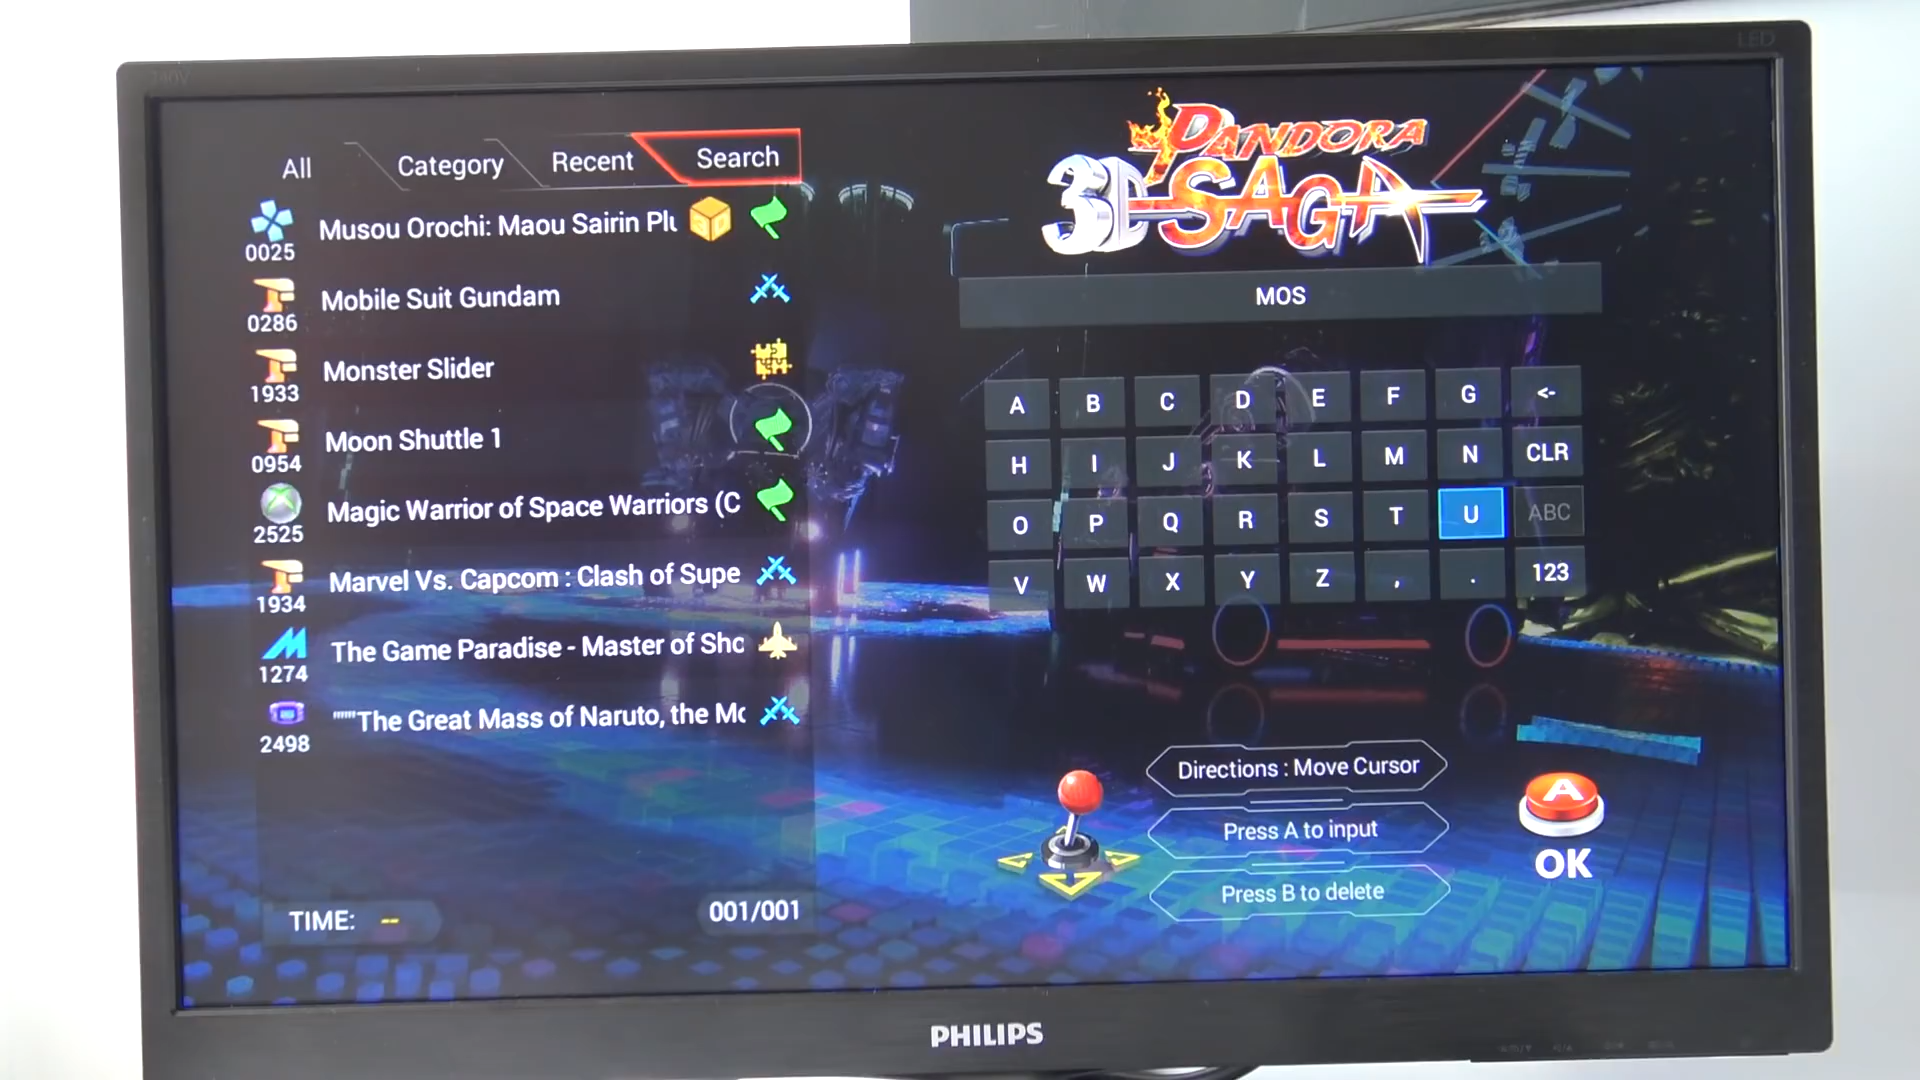 All
Category
Recent
Search
0025
Musou Orochi: Maou Sairin Plu
0286
Mobile Suit Gundam
1933
Monster Slider
0954
Moon Shuttle 1
2525
Magic Warrior of Space Warriors (C
1934
Marvel Vs. Capcom : Clash of Supe
1274
The Game Paradise - Master of Sho
2498
""""The Great Mass of Naruto, the Mo
TIME: --
001/001
PANDORA
3D SAGA
MOS
A B C D E F G <-
H I J K L M N CLR
O P Q R S T U ABC
V W X Y Z , . 123
Directions : Move Cursor
Press A to input
Press B to delete
A
OK
PHILIPS
LED